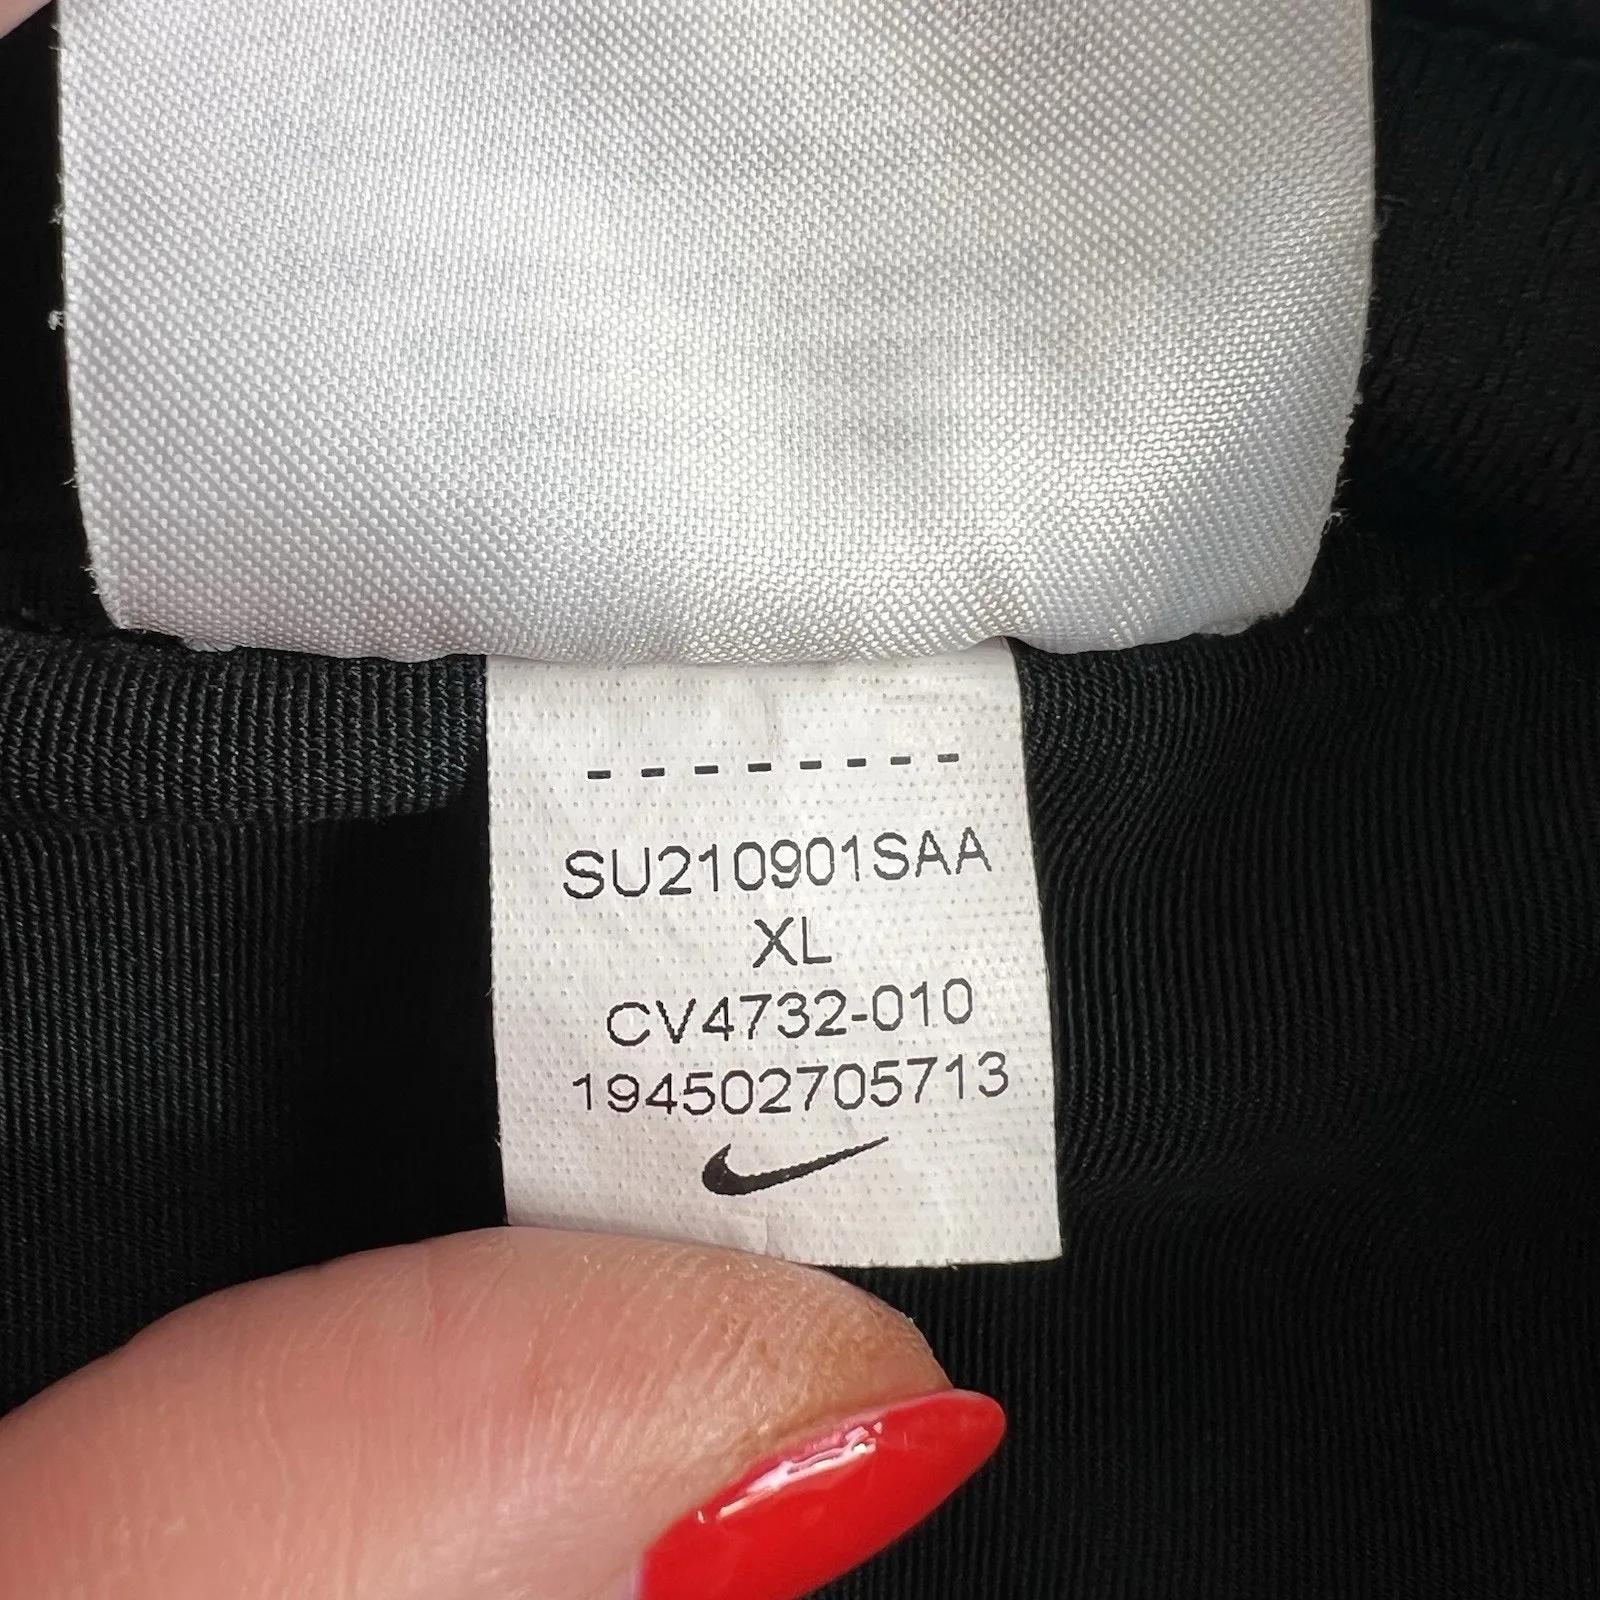 --------
SU210901SAA
XL
CV4732-010
194502705713